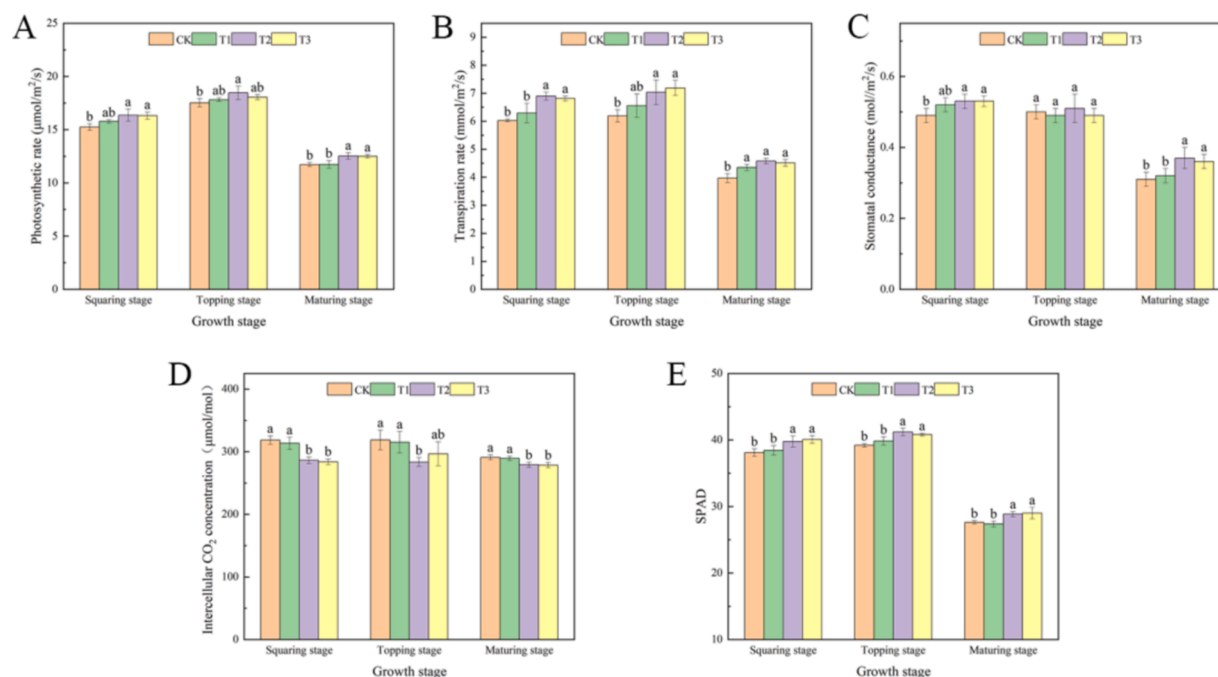 A
CK T1 T2 T3
Photosynthetic rate (μmol/m²/s)
25
20
15
10
5
0
b ab a a
b ab a ab
b b a a
Squaring stage Topping stage Maturing stage
Growth stage
B
CK T1 T2 T3
Transpiration rate (mmol/m²/s)
9
8
7
6
5
4
3
2
1
0
b b a a
b ab a a
b a a a
Squaring stage Topping stage Maturing stage
Growth stage
C
CK T1 T2 T3
Stomatal conductance (mol//m²/s)
0.6
0.4
0.2
0.0
b ab a a
a a a a
b b a a
Squaring stage Topping stage Maturing stage
Growth stage
D
CK T1 T2 T3
Intercellular CO₂ concentration（μmol/mol）
400
300
200
100
0
a a b b
a a b ab
a a b b
Squaring stage Topping stage Maturing stage
Growth stage
E
CK T1 T2 T3
SPAD
50
40
30
20
10
b b a a
b b a a
b b a a
Squaring stage Topping stage Maturing stage
Growth stage